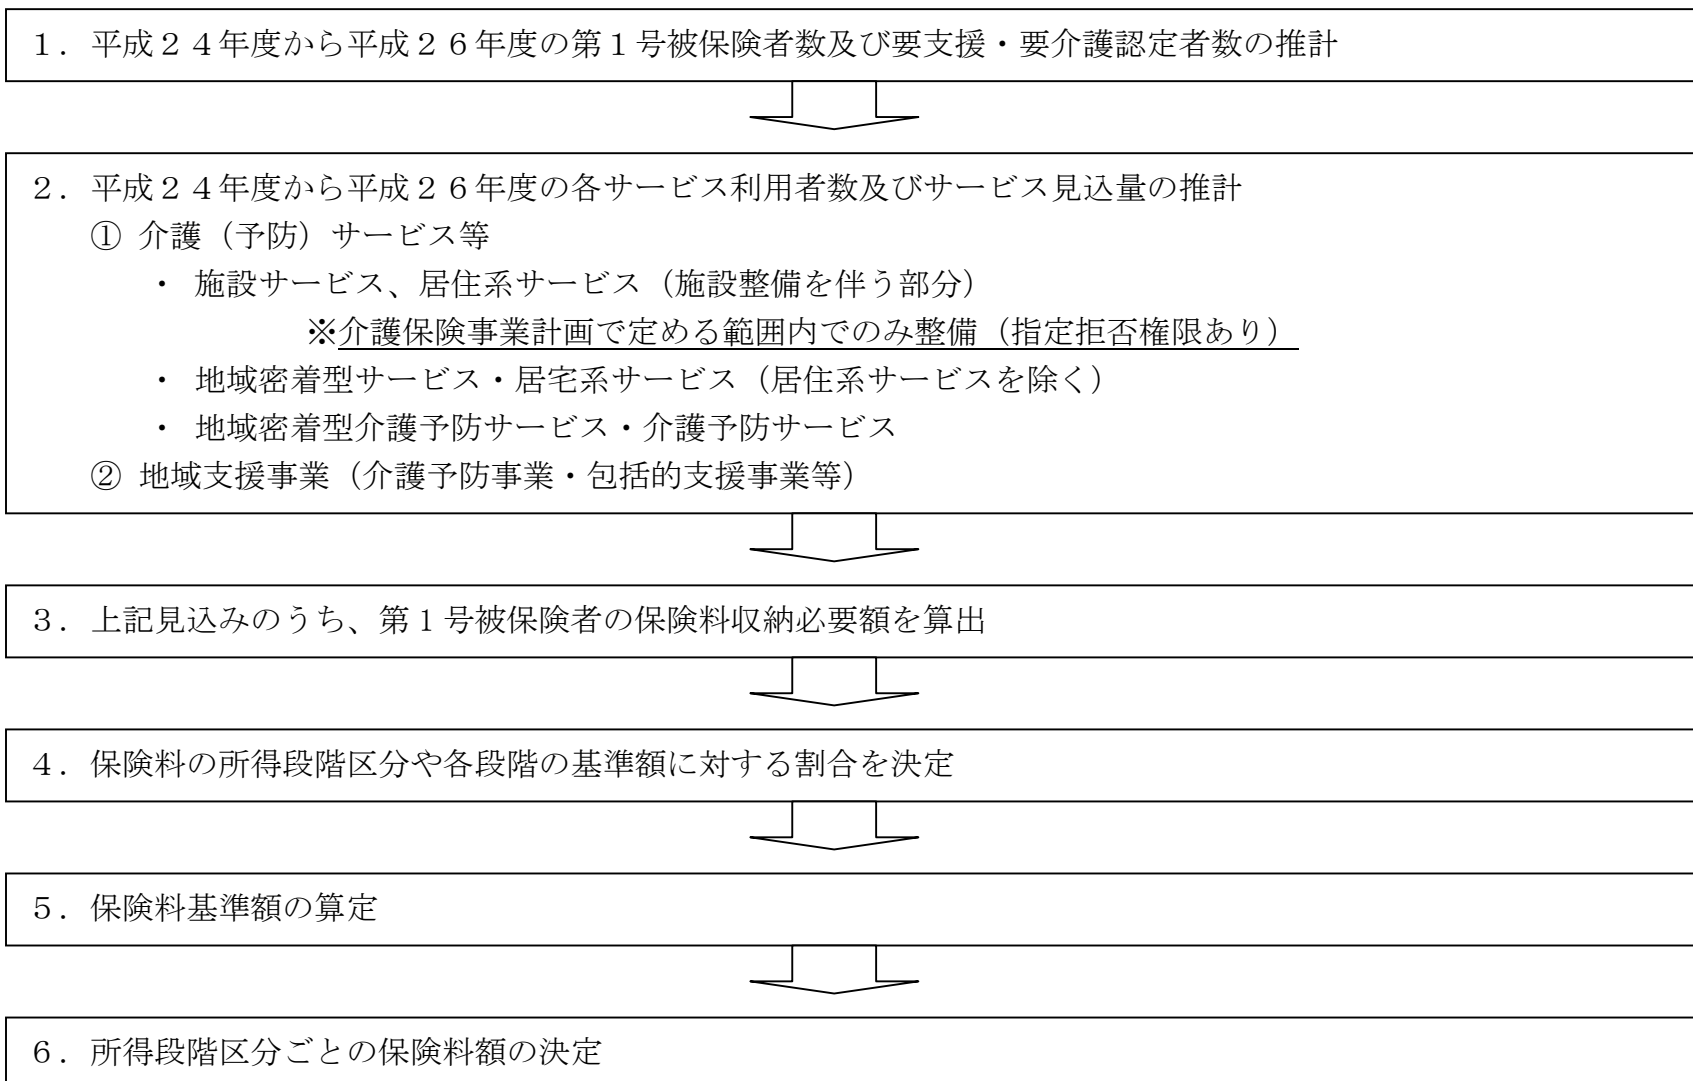 １．平成２４年度から平成２６年度の第１号被保険者数及び要支援・要介護認定者数の推計
２．平成２４年度から平成２６年度の各サービス利用者数及びサービス見込量の推計
① 介護（予防）サービス等
・ 施設サービス、居住系サービス（施設整備を伴う部分）
※介護保険事業計画で定める範囲内でのみ整備（指定拒否権限あり）
・ 地域密着型サービス・居宅系サービス（居住系サービスを除く）
・ 地域密着型介護予防サービス・介護予防サービス
② 地域支援事業（介護予防事業・包括的支援事業等）
３．上記見込みのうち、第１号被保険者の保険料収納必要額を算出
４．保険料の所得段階区分や各段階の基準額に対する割合を決定
５．保険料基準額の算定
６．所得段階区分ごとの保険料額の決定